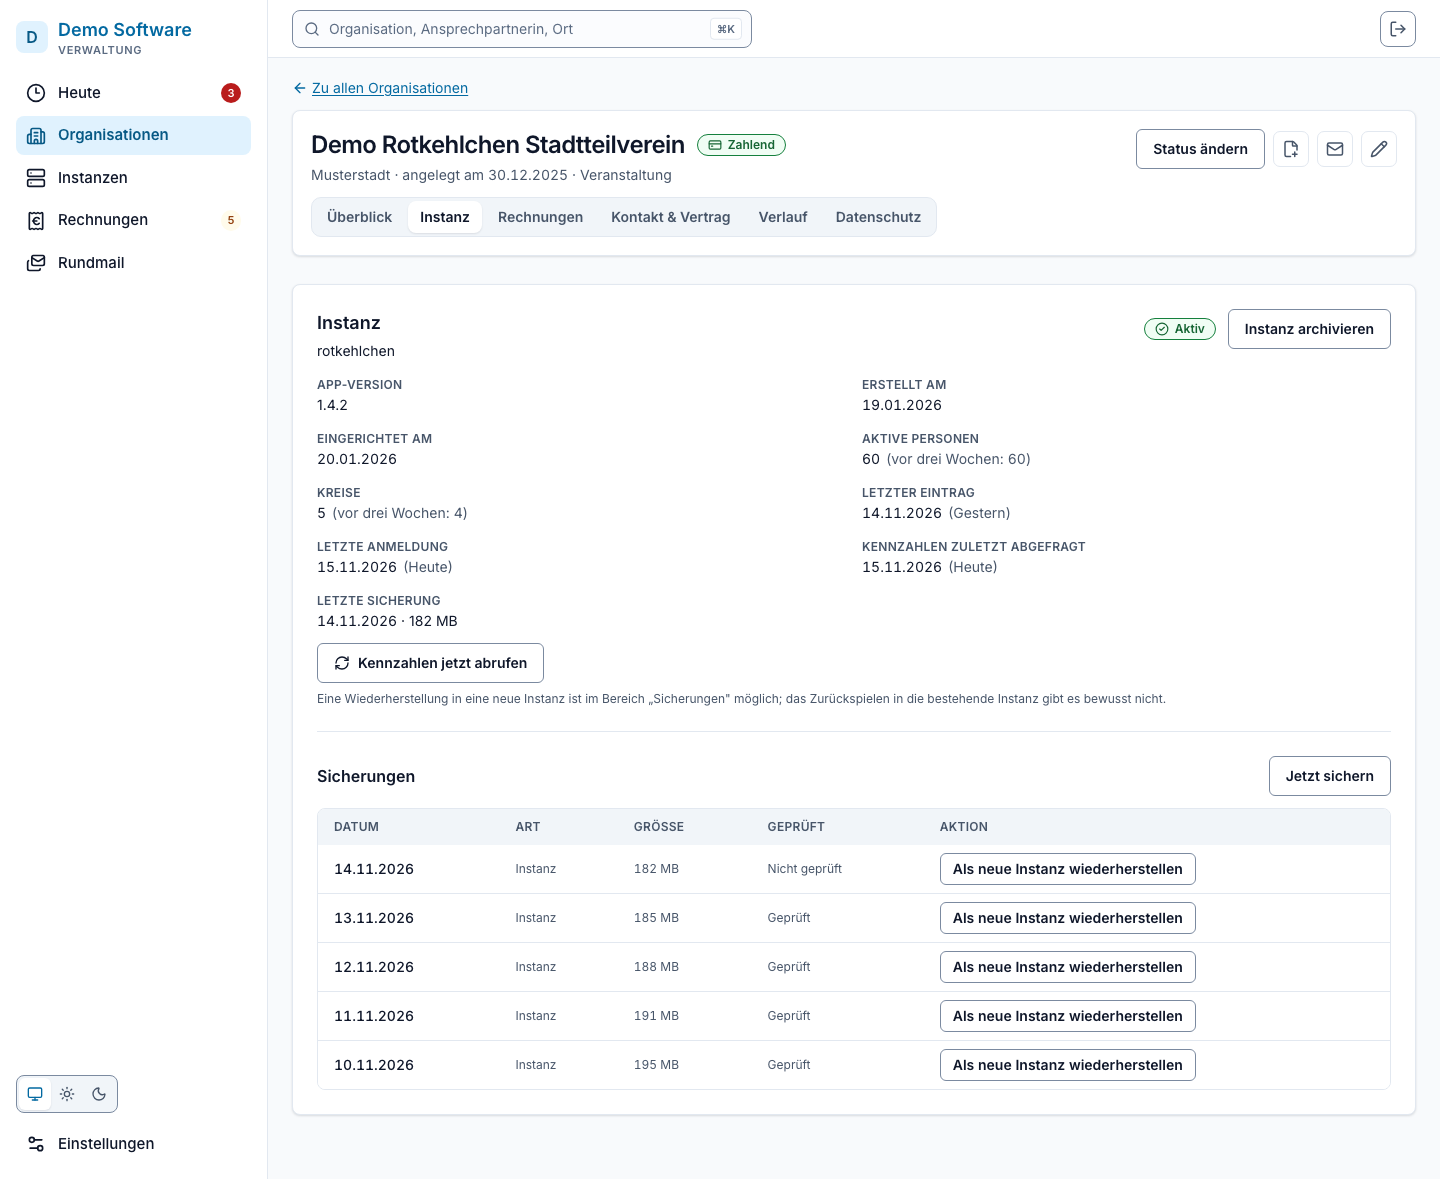 D
Demo Software
VERWALTUNG
Heute 3
Organisationen
Instanzen
Rechnungen 5
Rundmail
Einstellungen
Organisation, Ansprechpartnerin, Ort ⌘K
Zu allen Organisationen
Demo Rotkehlchen Stadtteilverein Zahlend
Status ändern
Musterstadt · angelegt am 30.12.2025 · Veranstaltung
Überblick Instanz Rechnungen Kontakt & Vertrag Verlauf Datenschutz
Instanz
rotkehlchen
Aktiv Instanz archivieren
APP-VERSION
1.4.2
ERSTELLT AM
19.01.2026
EINGERICHTET AM
20.01.2026
AKTIVE PERSONEN
60 (vor drei Wochen: 60)
KREISE
5 (vor drei Wochen: 4)
LETZTER EINTRAG
14.11.2026 (Gestern)
LETZTE ANMELDUNG
15.11.2026 (Heute)
KENNZAHLEN ZULETZT ABGEFRAGT
15.11.2026 (Heute)
LETZTE SICHERUNG
14.11.2026 · 182 MB
Kennzahlen jetzt abrufen
Eine Wiederherstellung in eine neue Instanz ist im Bereich „Sicherungen" möglich; das Zurückspielen in die bestehende Instanz gibt es bewusst nicht.
Sicherungen Jetzt sichern
DATUM ART GRÖSSE GEPRÜFT AKTION
14.11.2026 Instanz 182 MB Nicht geprüft Als neue Instanz wiederherstellen
13.11.2026 Instanz 185 MB Geprüft Als neue Instanz wiederherstellen
12.11.2026 Instanz 188 MB Geprüft Als neue Instanz wiederherstellen
11.11.2026 Instanz 191 MB Geprüft Als neue Instanz wiederherstellen
10.11.2026 Instanz 195 MB Geprüft Als neue Instanz wiederherstellen